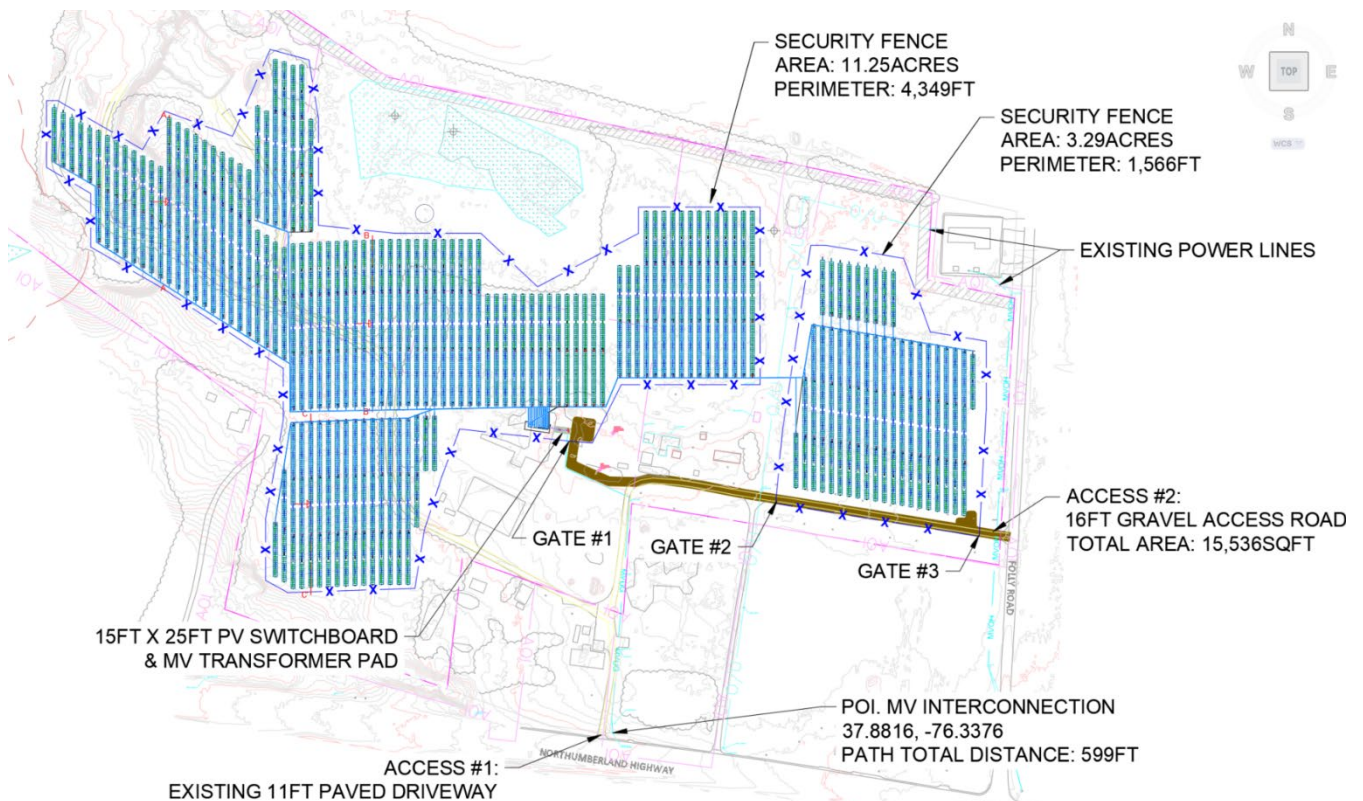 SECURITY FENCE
AREA: 11.25ACRES
PERIMETER: 4,349FT
N
W
TOP
E
S
WCS
SECURITY FENCE
AREA: 3.29ACRES
PERIMETER: 1,566FT
EXISTING POWER LINES
GATE #1
GATE #2
GATE #3
ACCESS #2:
16FT GRAVEL ACCESS ROAD
TOTAL AREA: 15,536SQFT
FOLLY ROAD
15FT X 25FT PV SWITCHBOARD
& MV TRANSFORMER PAD
POI. MV INTERCONNECTION
37.8816, -76.3376
PATH TOTAL DISTANCE: 599FT
NORTHUMBERLAND HIGHWAY
ACCESS #1:
EXISTING 11FT PAVED DRIVEWAY